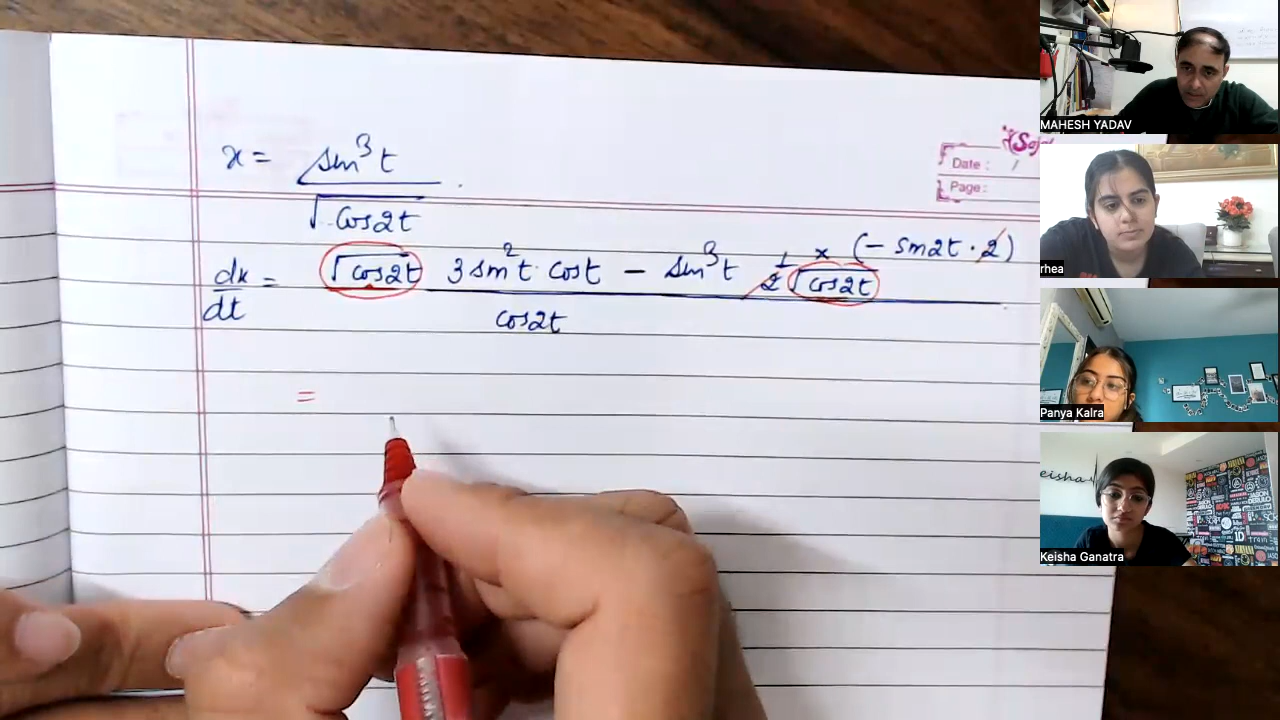 x = sin³t
√cos2t
dx/dt = √cos2t 3sin²t · cost − sin³t 1/2√cos2t × (− sin2t · 2)
cos2t
=
Date : /
Page:
MAHESH YADAV
rhea
Panya Kalra
Keisha Ganatra